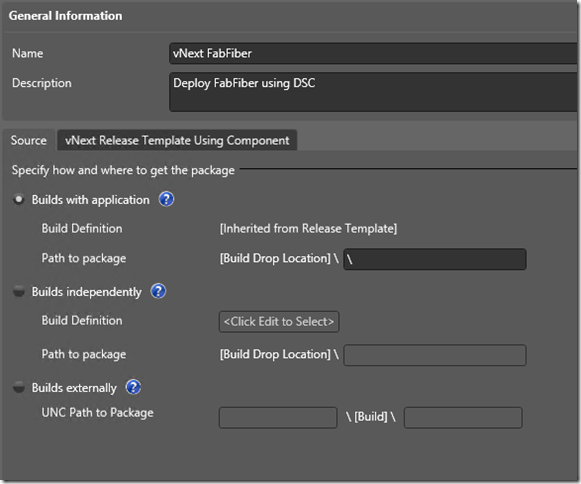 General Information
Name vNext FabFiber
Description Deploy FabFiber using DSC
Source vNext Release Template Using Component
Specify how and where to get the package
Builds with application ?
Build Definition [Inherited from Release Template]
Path to package [Build Drop Location] \ \
Builds independently ?
Build Definition <Click Edit to Select>
Path to package [Build Drop Location] \
Builds externally ?
UNC Path to Package \ [Build] \